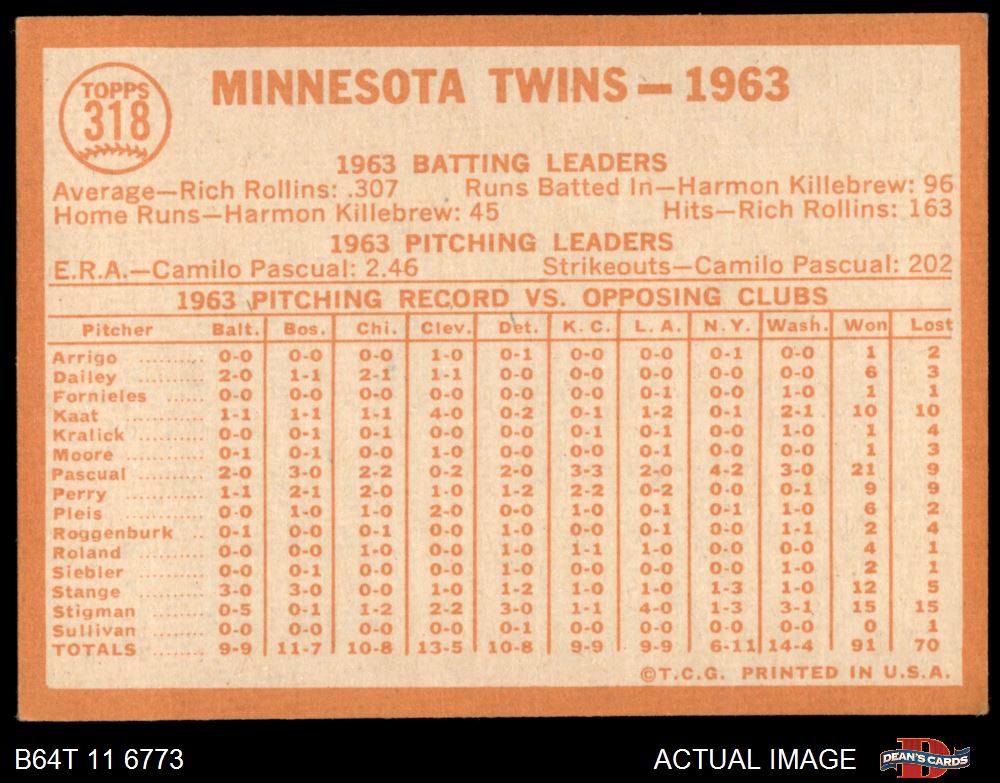 TOPPS
318
MINNESOTA TWINS — 1963
1963 BATTING LEADERS
Average—Rich Rollins: .307 Runs Batted In—Harmon Killebrew: 96
Home Runs—Harmon Killebrew: 45 Hits—Rich Rollins: 163
1963 PITCHING LEADERS
E.R.A.—Camilo Pascual: 2.46 Strikeouts—Camilo Pascual: 202
1963 PITCHING RECORD VS. OPPOSING CLUBS
Pitcher Balt. Bos. Chi. Clev. Det. K. C. L. A. N.Y. Wash. Won Lost
Arrigo .......... 0-0 0-0 0-0 1-0 0-1 0-0 0-0 0-1 0-0 1 2
Dailey .......... 2-0 1-1 2-1 1-1 0-0 0-0 0-0 0-0 0-0 6 3
Fornieles ...... 0-0 0-0 0-0 0-0 0-0 0-0 0-0 0-1 1-0 1 1
Kaat ............. 1-1 1-1 1-1 4-0 0-2 0-1 1-2 0-1 2-1 10 10
Kralick ......... 0-0 0-1 0-1 0-0 0-0 0-1 0-1 0-0 1-0 1 4
Moore .......... 0-1 0-1 0-0 1-0 0-0 0-0 0-1 0-0 0-0 1 3
Pascual ........ 2-0 3-0 2-2 0-2 2-0 3-3 2-0 4-2 3-0 21 9
Perry ........... 1-1 2-1 2-0 1-0 1-2 2-2 0-2 0-0 0-1 9 9
Pleis ............ 0-0 1-0 1-0 2-0 0-0 1-0 0-1 0-1 1-0 6 2
Roggenburk .. 0-1 0-0 0-1 0-0 1-0 0-0 0-1 0-0 1-1 2 4
Roland ......... 0-0 0-0 1-0 0-0 1-0 1-1 1-0 0-0 0-0 4 1
Siebler ......... 0-0 0-1 0-0 0-0 0-0 1-0 0-0 0-0 1-0 2 1
Stange ......... 3-0 3-0 0-0 1-0 1-2 1-0 1-0 1-3 1-0 12 5
Stigman ....... 0-5 0-1 1-2 2-2 3-0 1-1 4-0 1-3 3-1 15 15
Sullivan ........ 0-0 0-0 0-0 0-0 0-1 0-0 0-0 0-0 0-0 0 1
TOTALS 9-9 11-7 10-8 13-5 10-8 9-9 9-9 6-11 14-4 91 70
©T.C.G. PRINTED IN U.S.A.
B64T 11 6773 ACTUAL IMAGE DEAN'S CARDS